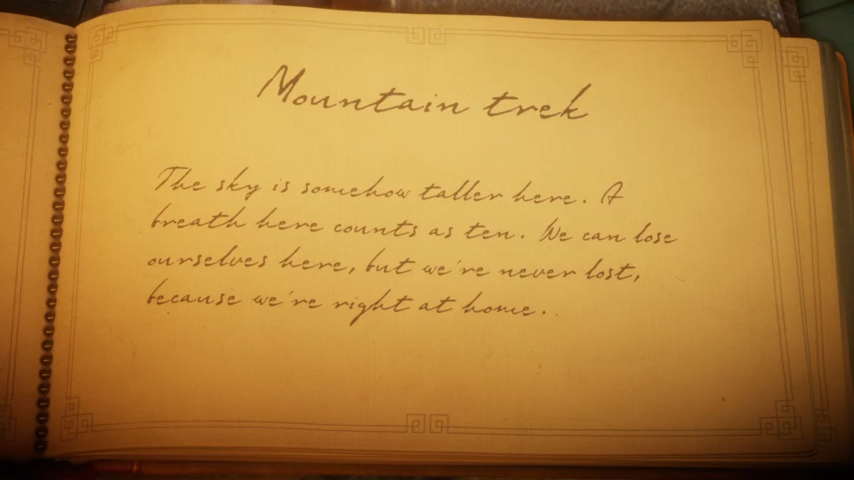 Mountain trek
The sky is somehow taller here. A
breath here counts as ten. We can lose
ourselves here, but we're never lost,
because we're right at home.